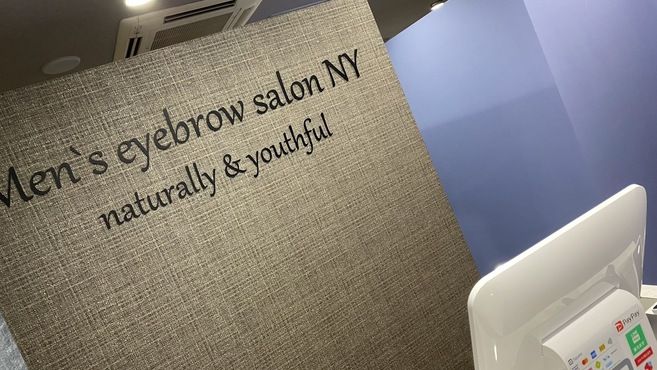 Men`s eyebrow salon NY
naturally & youthful
PayPay